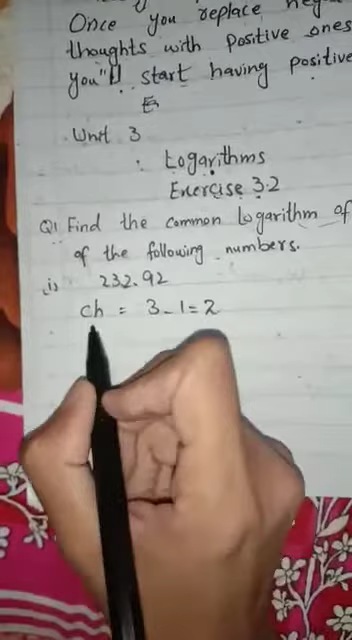 Once you replace neg
thoughts with positive ones
you"ll start having positive
Unit 3
: Logarithms
Exercise 3.2
Q1 Find the common logarithm of
of the following numbers.
(i) 232.92
ch = 3-1=2